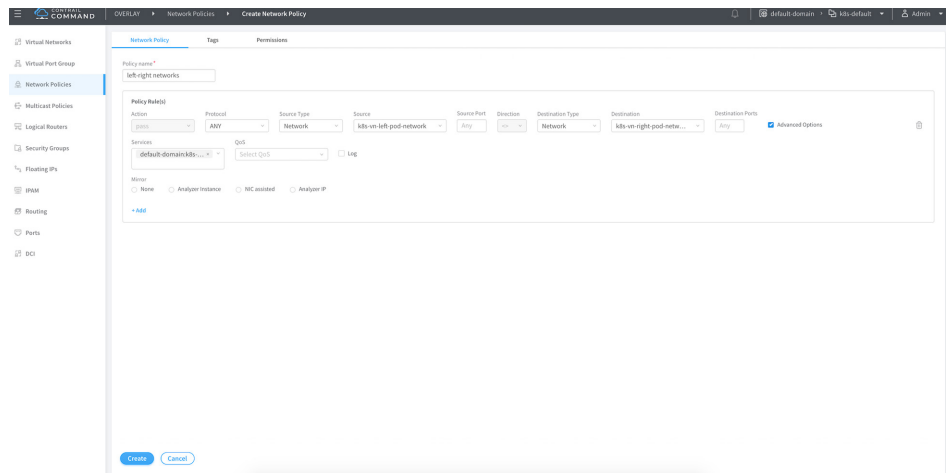 CONTRAIL
COMMAND
OVERLAY Network Policies Create Network Policy
default-domain k8s-default Admin
Virtual Networks
Virtual Port Group
Network Policies
Multicast Policies
Logical Routers
Security Groups
Floating IPs
IPAM
Routing
Ports
DCI
Network Policy Tags Permissions
Policy name*
left-right networks
Policy Rule(s)
Action Protocol Source Type Source Source Port Direction Destination Type Destination Destination Ports
pass ANY Network k8s-vn-left-pod-network Any <> Network k8s-vn-right-pod-netw... Any Advanced Options
Services QoS
default-domain:k8s-... × Select QoS Log
Mirror
None Analyzer Instance NIC assisted Analyzer IP
+ Add
Create Cancel